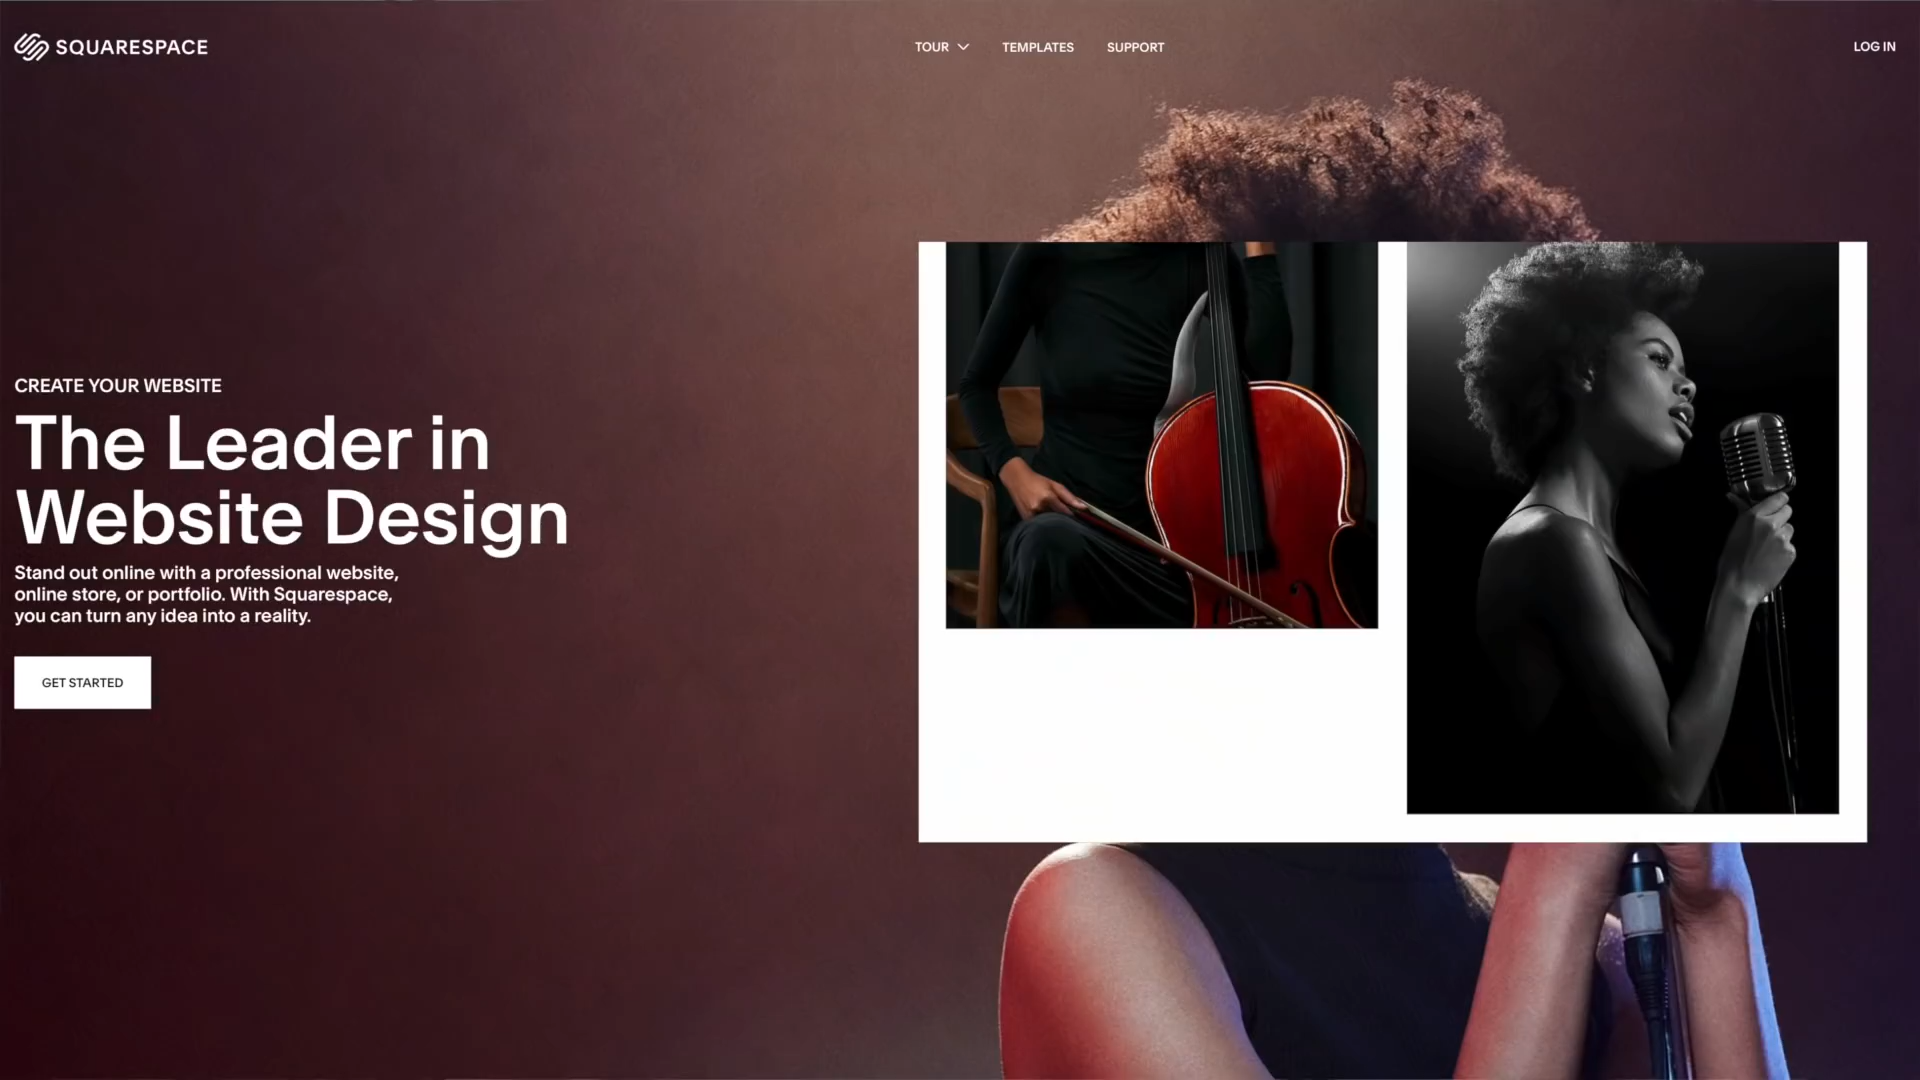 SQUARESPACE
TOUR
TEMPLATES
SUPPORT
LOG IN
CREATE YOUR WEBSITE
The Leader in
Website Design
Stand out online with a professional website,
online store, or portfolio. With Squarespace,
you can turn any idea into a reality.
GET STARTED